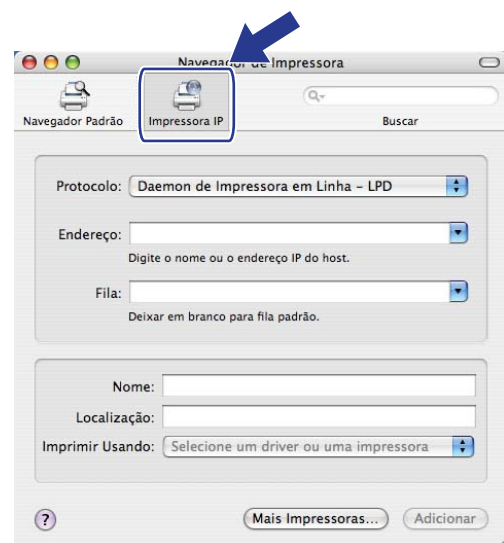 Navegador de Impressora
Navegador Padrão
Impressora IP
Buscar
Protocolo: Daemon de Impressora em Linha – LPD
Endereço:
Digite o nome ou o endereço IP do host.
Fila:
Deixar em branco para fila padrão.
Nome:
Localização:
Imprimir Usando: Selecione um driver ou uma impressora
? Mais Impressoras... Adicionar